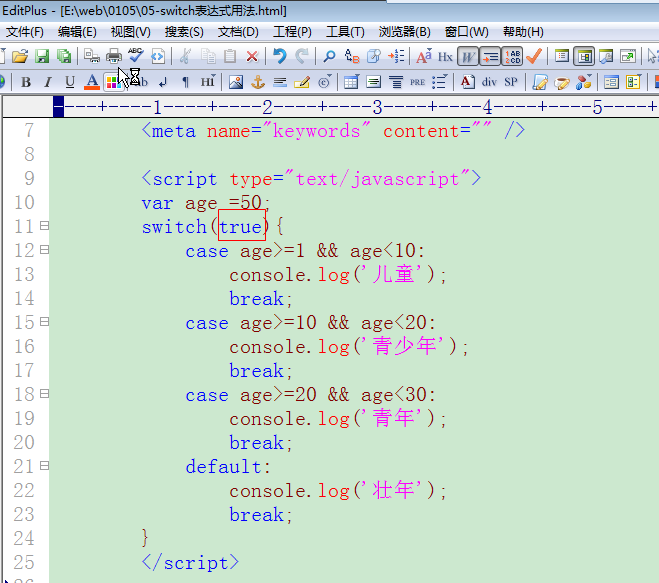 EditPlus - [E:\web\0105\05-switch表达式用法.html]
文件(F) 编辑(E) 视图(V) 搜索(S) 文档(D) 工程(P) 工具(T) 浏览器(B) 窗口(W) 帮助(H)
----+----1----+----2----+----3----+----4----+----5----+--
7 <meta name="keywords" content="" />
8
9 <script type="text/javascript">
10 var age =50;
11 switch(true){
12 case age>=1 && age<10:
13 console.log('儿童');
14 break;
15 case age>=10 && age<20:
16 console.log('青少年');
17 break;
18 case age>=20 && age<30:
19 console.log('青年');
20 break;
21 default:
22 console.log('壮年');
23 break;
24 }
25 </script>